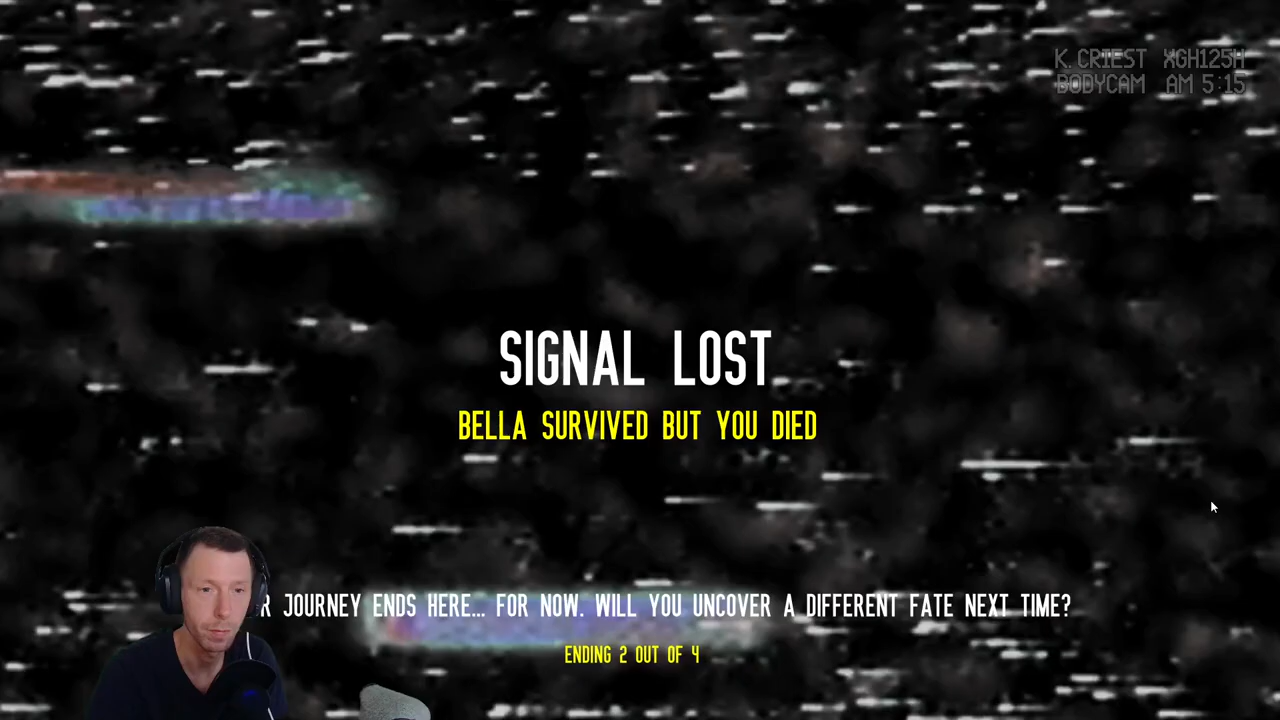 K. CRIEST XGH125H
BODYCAM AM 5:15
SIGNAL LOST
BELLA SURVIVED BUT YOU DIED
JOURNEY ENDS HERE... FOR NOW. WILL YOU UNCOVER A DIFFERENT FATE NEXT TIME?
ENDING 2 OUT OF 4